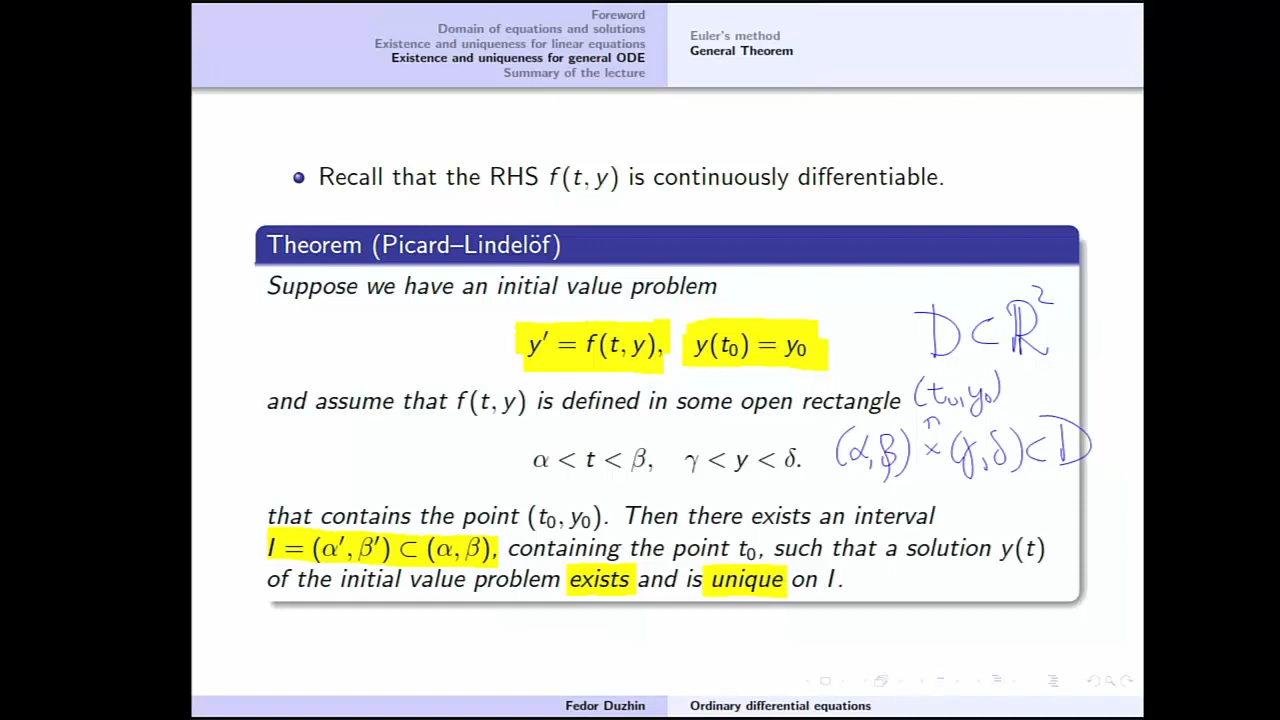 Foreword
Domain of equations and solutions
Existence and uniqueness for linear equations
Existence and uniqueness for general ODE
Summary of the lecture
Euler's method
General Theorem
• Recall that the RHS f(t, y) is continuously differentiable.
Theorem (Picard–Lindelöf)
Suppose we have an initial value problem
y′ = f(t, y), y(t₀) = y₀
D ⊂ ℝ²
and assume that f(t, y) is defined in some open rectangle
(t₀, y₀)
α < t < β, γ < y < δ.
(α, β) × (γ, δ) ⊂ D
that contains the point (t₀, y₀). Then there exists an interval
I = (α′, β′) ⊂ (α, β), containing the point t₀, such that a solution y(t)
of the initial value problem exists and is unique on I.
Fedor Duzhin
Ordinary differential equations